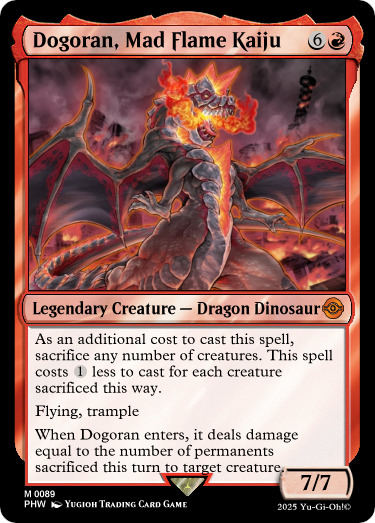 Dogoran, Mad Flame Kaiju 6
Legendary Creature — Dragon Dinosaur
As an additional cost to cast this spell,
sacrifice any number of creatures. This spell
costs 1 less to cast for each creature
sacrificed this way.
Flying, trample
When Dogoran enters, it deals damage
equal to the number of permanents
sacrificed this turn to target creature.
7/7
M 0089
PHW Yugioh Trading Card Game
2025 Yu-Gi-Oh!©